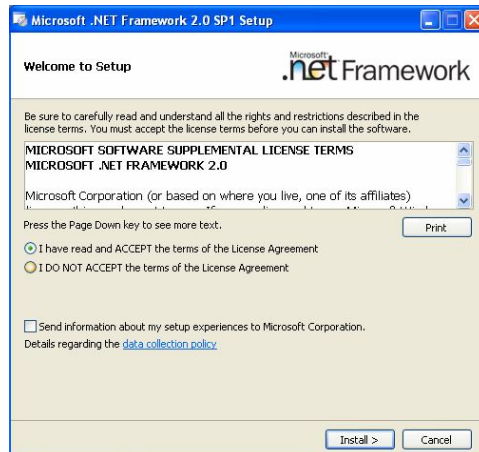 Microsoft .NET Framework 2.0 SP1 Setup
Welcome to Setup
Microsoft
.net Framework
Be sure to carefully read and understand all the rights and restrictions described in the
license terms. You must accept the license terms before you can install the software.
MICROSOFT SOFTWARE SUPPLEMENTAL LICENSE TERMS
MICROSOFT .NET FRAMEWORK 2.0
Microsoft Corporation (or based on where you live, one of its affiliates)
Press the Page Down key to see more text.
Print
I have read and ACCEPT the terms of the License Agreement
I DO NOT ACCEPT the terms of the License Agreement
Send information about my setup experiences to Microsoft Corporation.
Details regarding the data collection policy
Install >
Cancel